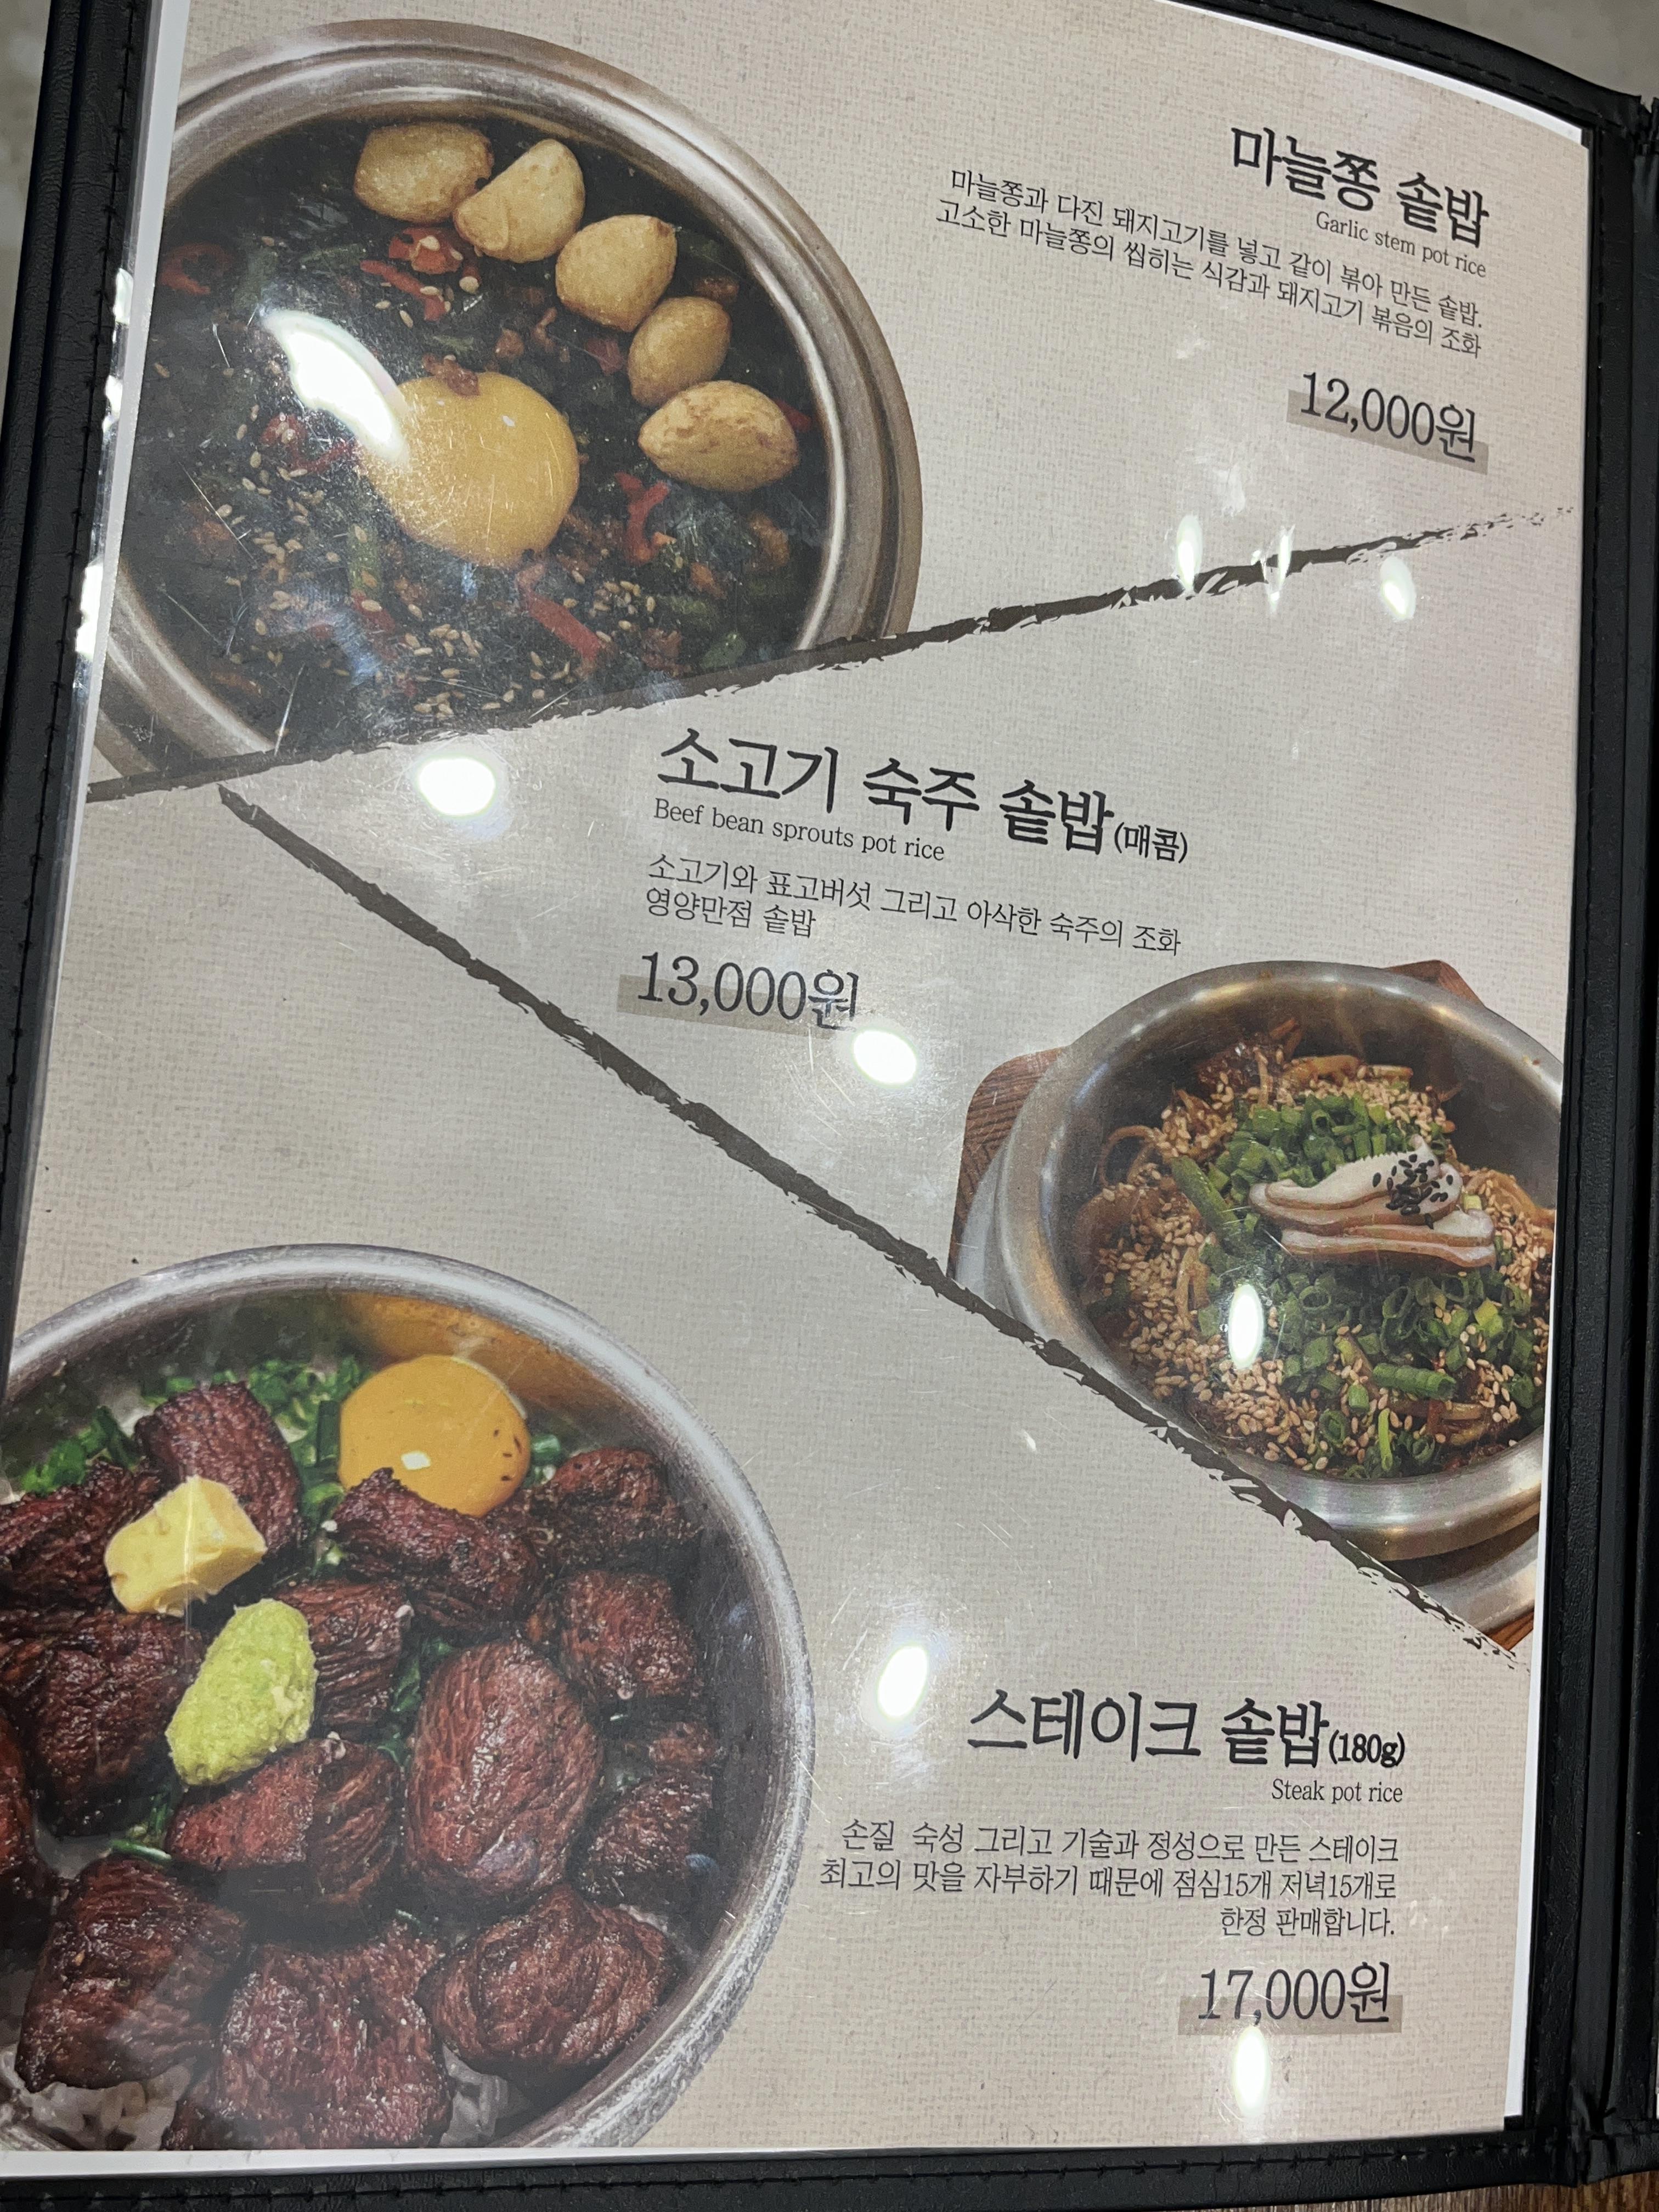 마늘쫑 솥밥
Garlic stem pot rice
마늘쫑과 다진 돼지고기를 넣고 같이 볶아 만든 솥밥.
고소한 마늘쫑의 씹히는 식감과 돼지고기 볶음의 조화
12,000원
소고기 숙주 솥밥(매콤)
Beef bean sprouts pot rice
소고기와 표고버섯 그리고 아삭한 숙주의 조화
영양만점 솥밥
13,000원
스테이크 솥밥(180g)
Steak pot rice
손질 숙성 그리고 기술과 정성으로 만든 스테이크
최고의 맛을 자부하기 때문에 점심15개 저녁15개로
한정 판매합니다.
17,000원